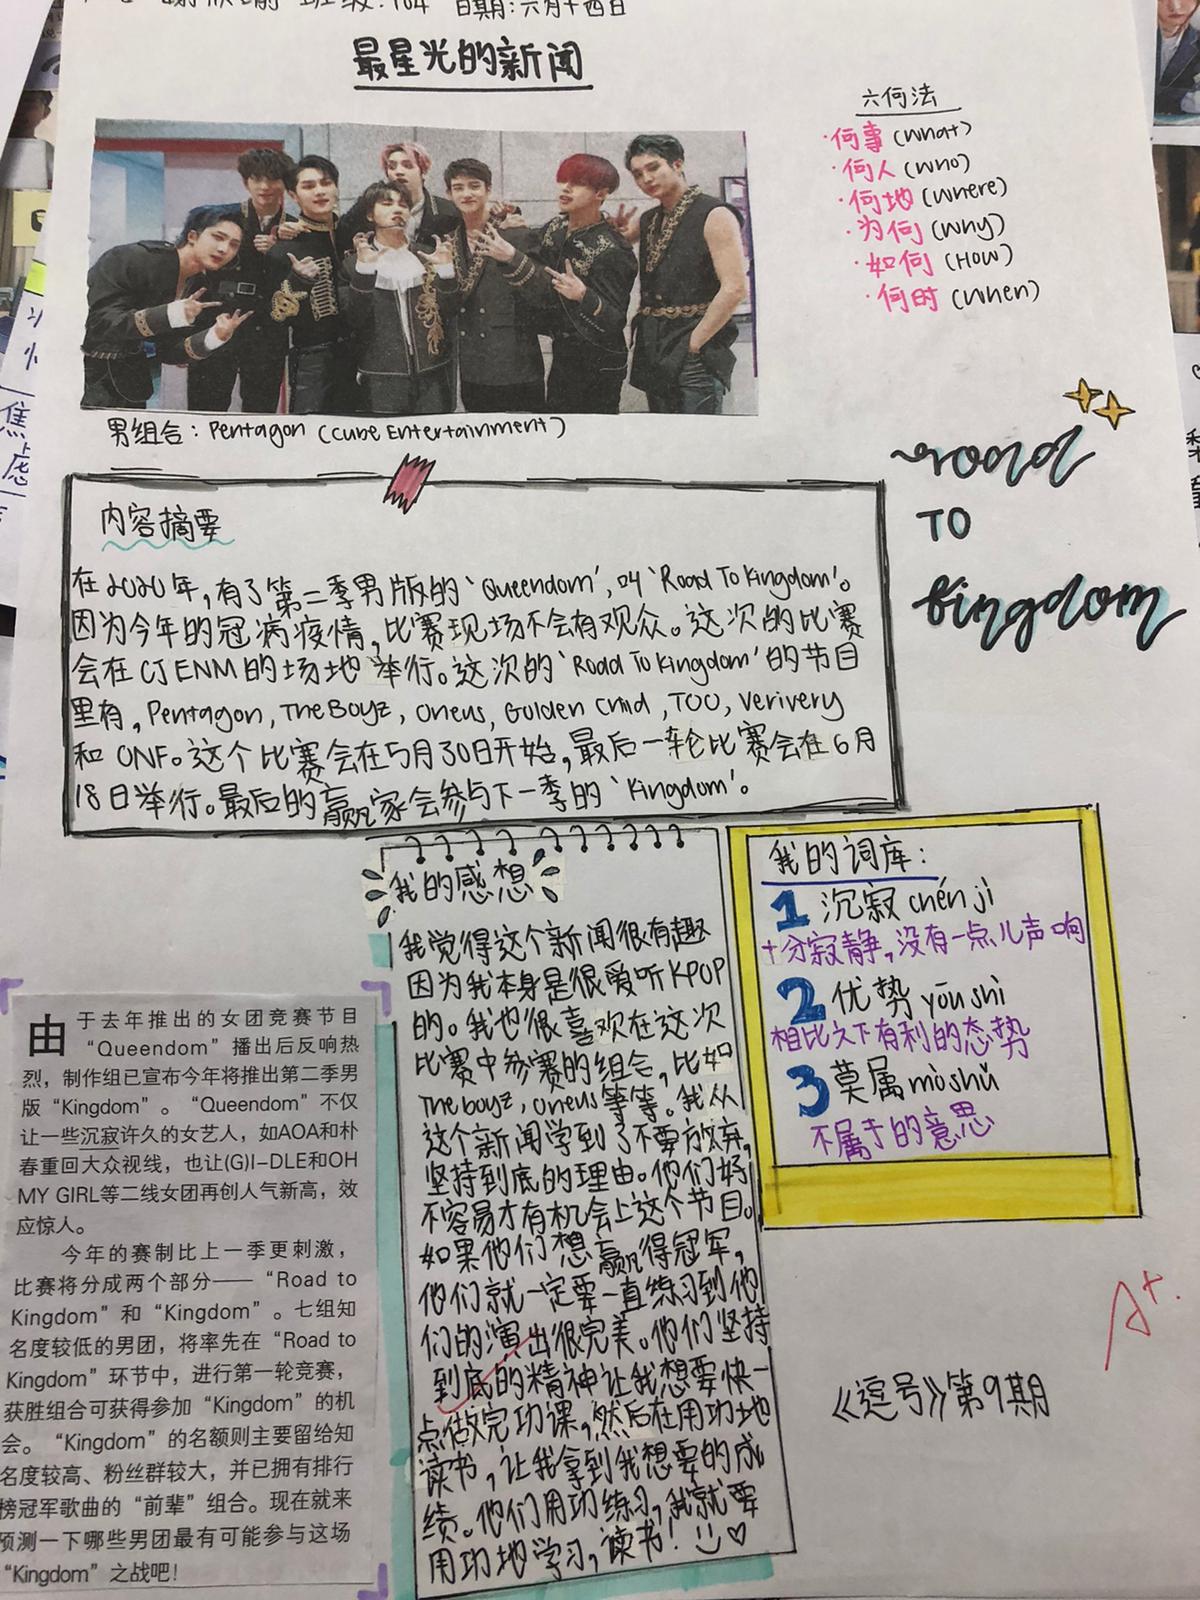 班级:104 日期:六月十四日
最星光的新闻
六何法
·何事(What)
·何人(Who)
·何地(Where)
·为何(Why)
·如何(How)
·何时(When)
男组合:Pentagon (Cube Entertainment)
road
TO
kingdom
内容摘要
在2020年,有了第二季男版的‘Queendom’,叫‘Road To Kingdom’。
因为今年的冠病疫情,比赛现场不会有观众。这次的比赛
会在CJ ENM的场地举行。这次的‘Road To Kingdom’的节目
里有,Pentagon, The Boyz, Oneus, Golden Child, TOO, Verivery
和 ONF。这个比赛会在5月30日开始,最后一轮比赛会在6月
18日举行。最后的赢家会参与下一季的‘Kingdom’。
我的感想
我觉得这个新闻很有趣
因为我本身是很爱听KPOP
的。我也很喜欢在这次
比赛中参赛的组合,比如
The boyz, Oneus等等。我从
这个新闻学到了不要放弃,
坚持到底的理由。他们好
不容易才有机会上这个节目。
如果他们想赢得冠军,
他们就一定要一直练习到他
们的演出很完美。他们坚持
到底的精神让我想要快一
点做完功课,然后在用功地
读书,让我拿到我想要的成
绩。他们用功练习,我就要
用功地学习,读书!
我的词库:
1 沉寂 chén jì
十分寂静,没有一点儿声响
2 优势 yōu shì
相比之下有利的态势
3 莫属 mò shǔ
不属于的意思
由于去年推出的女团竞赛节目
“Queendom”播出后反响热
烈,制作组已宣布今年将推出第二季男
版“Kingdom”。“Queendom”不仅
让一些沉寂许久的女艺人,如AOA和朴
春重回大众视线,也让(G)I-DLE和OH
MY GIRL等二线女团再创人气新高,效
应惊人。
今年的赛制比上一季更刺激,
比赛将分成两个部分——“Road to
Kingdom”和“Kingdom”。七组知
名度较低的男团,将率先在“Road to
Kingdom”环节中,进行第一轮竞赛,
获胜组合可获得参加“Kingdom”的机
会。“Kingdom”的名额则主要留给知
名度较高、粉丝群较大,并已拥有排行
榜冠军歌曲的“前辈”组合。现在就来
预测一下哪些男团最有可能参与这场
“Kingdom”之战吧!
A+.
《逗号》第9期
焦虑